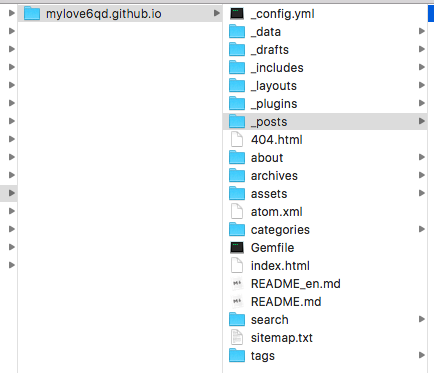 mylove6qd.github.io
_config.yml
_data
_drafts
_includes
_layouts
_plugins
_posts
404.html
about
archives
assets
atom.xml
categories
Gemfile
index.html
README_en.md
README.md
search
sitemap.txt
tags